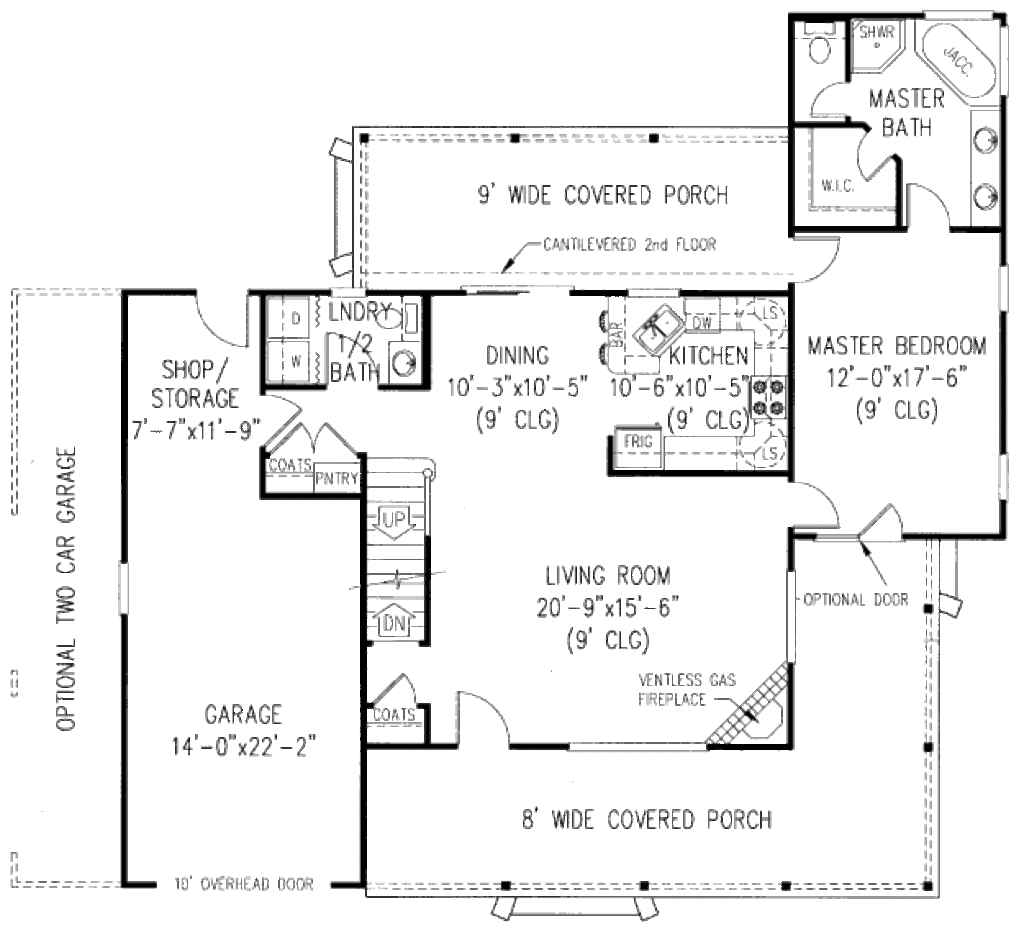 SHWR
JACC.
MASTER
BATH
W.I.C.
9' WIDE COVERED PORCH
CANTILEVERED 2nd FLOOR
LNDRY
1/2
BATH
D
W
SHOP/
STORAGE
7'-7"x11'-9"
COATS
PNTRY
DINING
10'-3"x10'-5"
(9' CLG)
BAR
DW
LS
KITCHEN
10'-6"x10'-5"
(9' CLG)
FRIG
LS
MASTER BEDROOM
12'-0"x17'-6"
(9' CLG)
OPTIONAL TWO CAR GARAGE
UP
DN
LIVING ROOM
20'-9"x15'-6"
(9' CLG)
OPTIONAL DOOR
VENTLESS GAS
FIREPLACE
COATS
GARAGE
14'-0"x22'-2"
8' WIDE COVERED PORCH
10' OVERHEAD DOOR